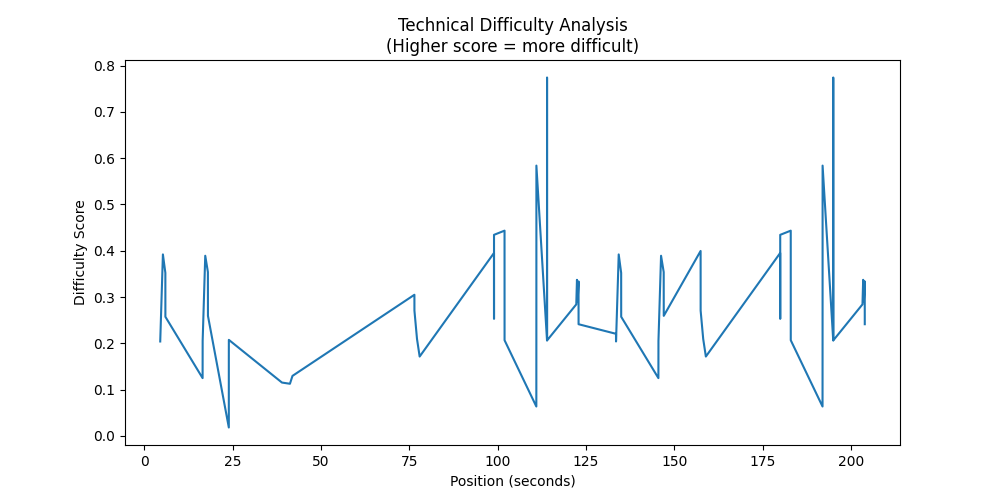 Technical Difficulty Analysis
(Higher score = more difficult)
Difficulty Score
0.8
0.7
0.6
0.5
0.4
0.3
0.2
0.1
0.0
0 25 50 75 100 125 150 175 200
Position (seconds)